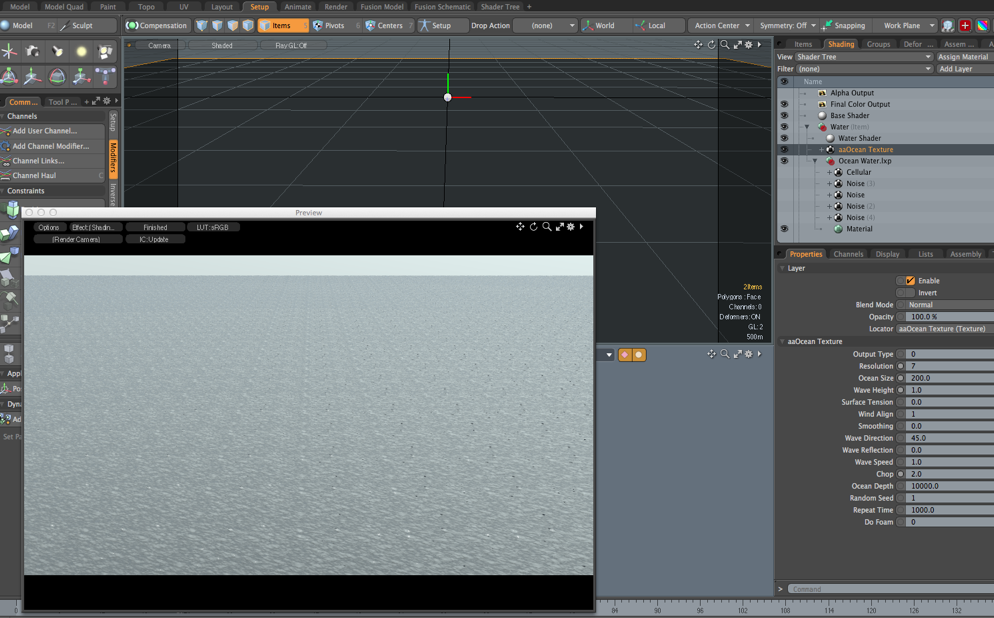 Model Model Quad Paint Topo UV Layout Setup Animate Render Fusion Model Fusion Schematic Shader Tree +
Model F2 Sculpt Compensation Items 5 Pivots 6 Centers 7 Setup Drop Action (none) World Local Action Center Symmetry: Off Snapping Work Plane
Camera Shaded RayGL: Off
Items Shading Groups Defor ... Assem ... A
View Shader Tree Assign Material
Filter (none) Add Layer
Name
Alpha Output
Final Color Output
Base Shader
Water (Item)
Water Shader
aaOcean Texture
Ocean Water.lxp
Cellular
Noise (3)
Noise
Noise (2)
Noise (4)
Material
Comm... Tool P ...
Channels
Add User Channel...
Add Channel Modifier...
Channel Links...
Channel Haul C
Constraints
Setup
Modifiers
Inverse
Appl
Po
Dyna
Ad
Set Pa
Preview
Options Effect: (Shadin... Finished LUT: sRGB
(Render Camera) IC: Update
2 Items
Polygons : Face
Channels: 0
Deformers: ON
GL: 2
500m
Properties Channels Display Lists Assembly
Layer
Enable
Invert
Blend Mode Normal
Opacity 100.0 %
Locator aaOcean Texture (Texture)
aaOcean Texture
Output Type 0
Resolution 7
Ocean Size 200.0
Wave Height 1.0
Surface Tension 0.0
Wind Align 1
Smoothing 0.0
Wave Direction 45.0
Wave Reflection 0.0
Wave Speed 1.0
Chop 2.0
Ocean Depth 10000.0
Random Seed 1
Repeat Time 1000.0
Do Foam 0
Command
0 84 90 96 102 108 114 120 126 132